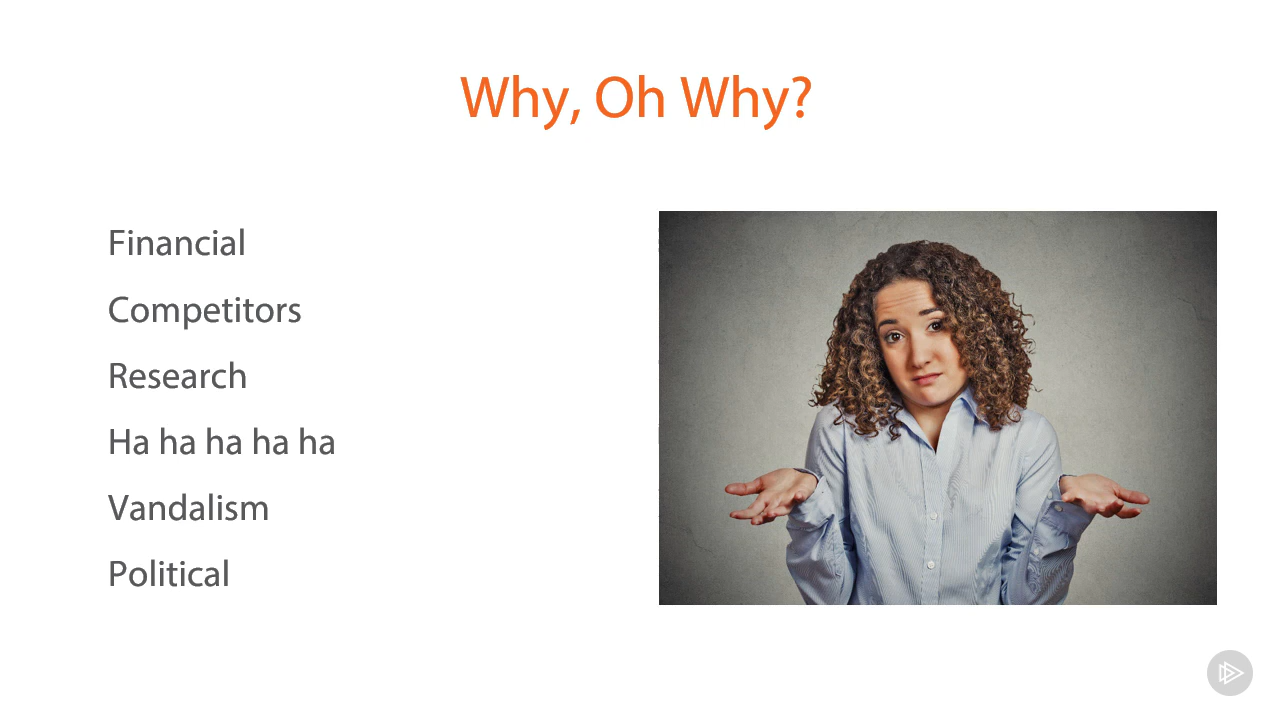 Why, Oh Why?
Financial
Competitors
Research
Ha ha ha ha ha
Vandalism
Political